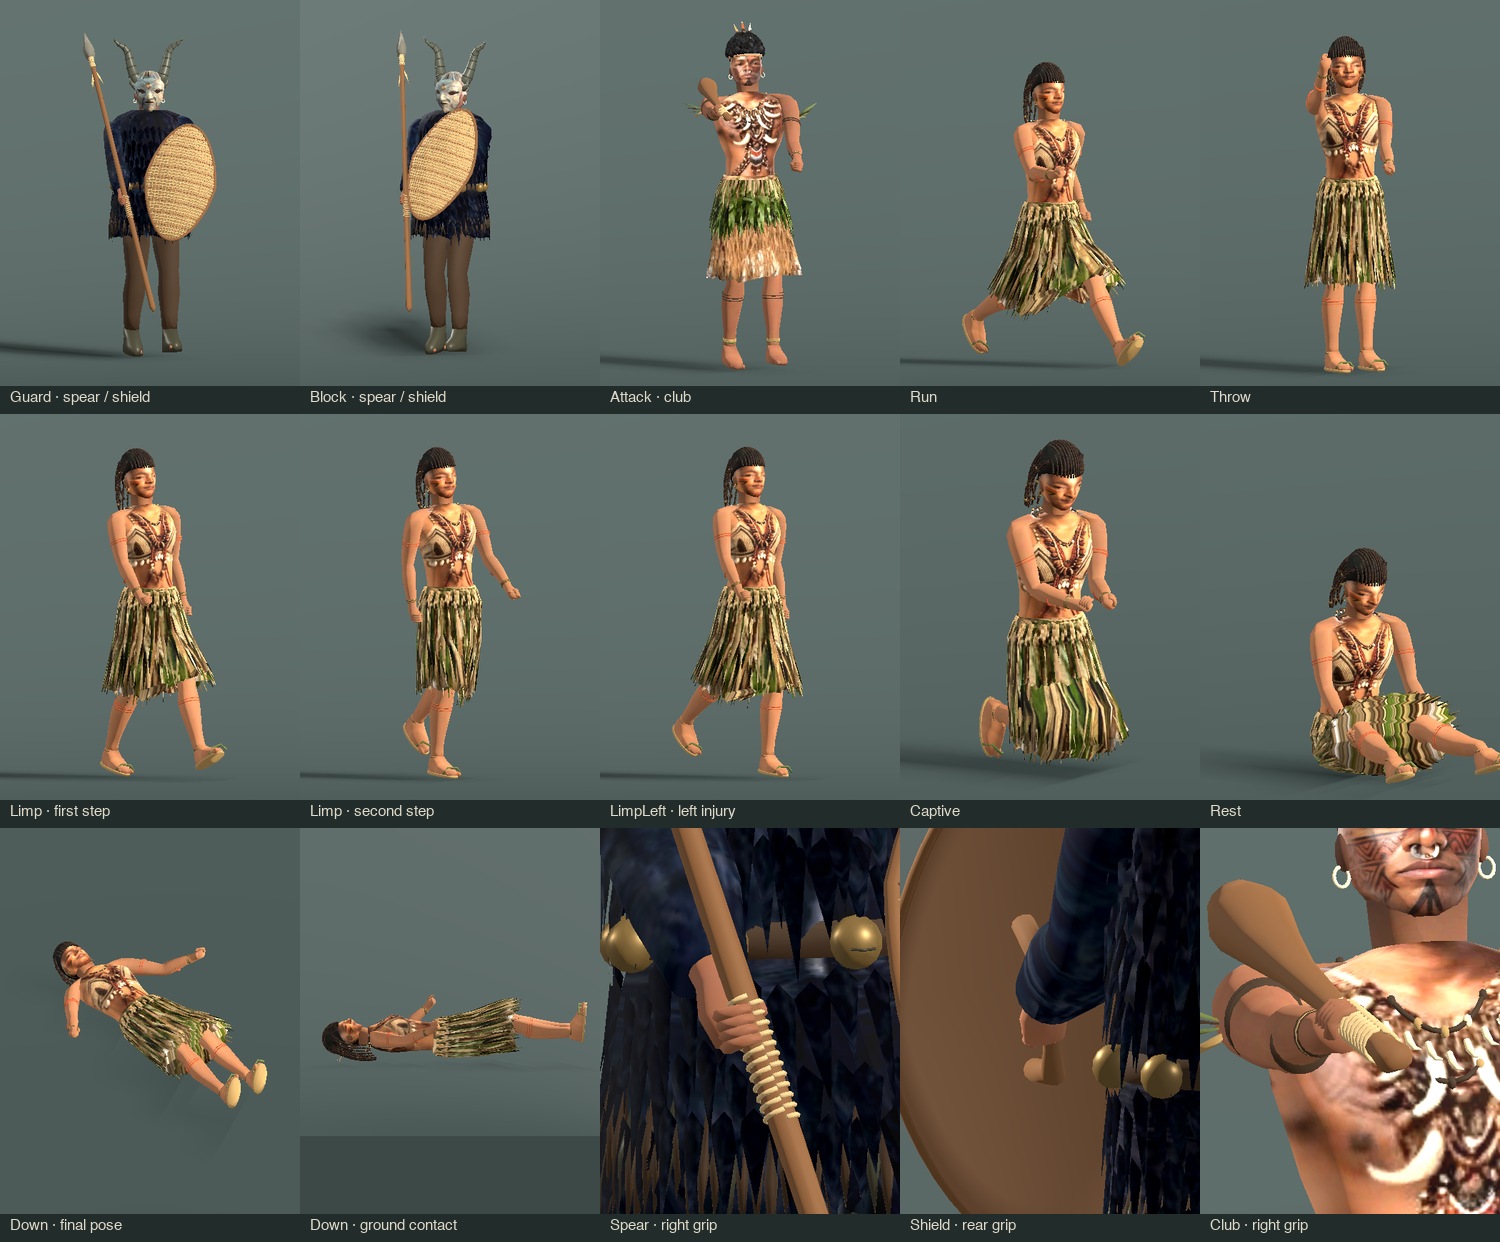 Guard · spear / shield
Block · spear / shield
Attack · club
Run
Throw
Limp · first step
Limp · second step
LimpLeft · left injury
Captive
Rest
Down · final pose
Down · ground contact
Spear · right grip
Shield · rear grip
Club · right grip